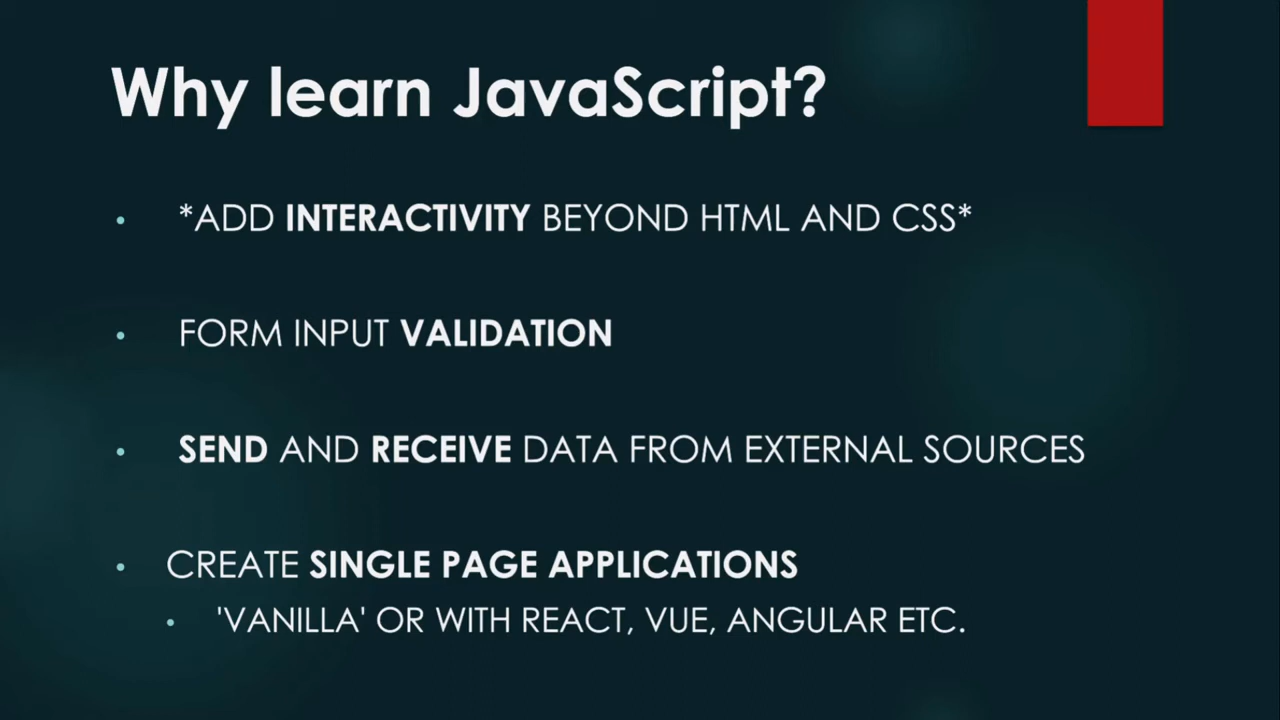 Why learn JavaScript?
• *ADD INTERACTIVITY BEYOND HTML AND CSS*
• FORM INPUT VALIDATION
• SEND AND RECEIVE DATA FROM EXTERNAL SOURCES
• CREATE SINGLE PAGE APPLICATIONS
• 'VANILLA' OR WITH REACT, VUE, ANGULAR ETC.